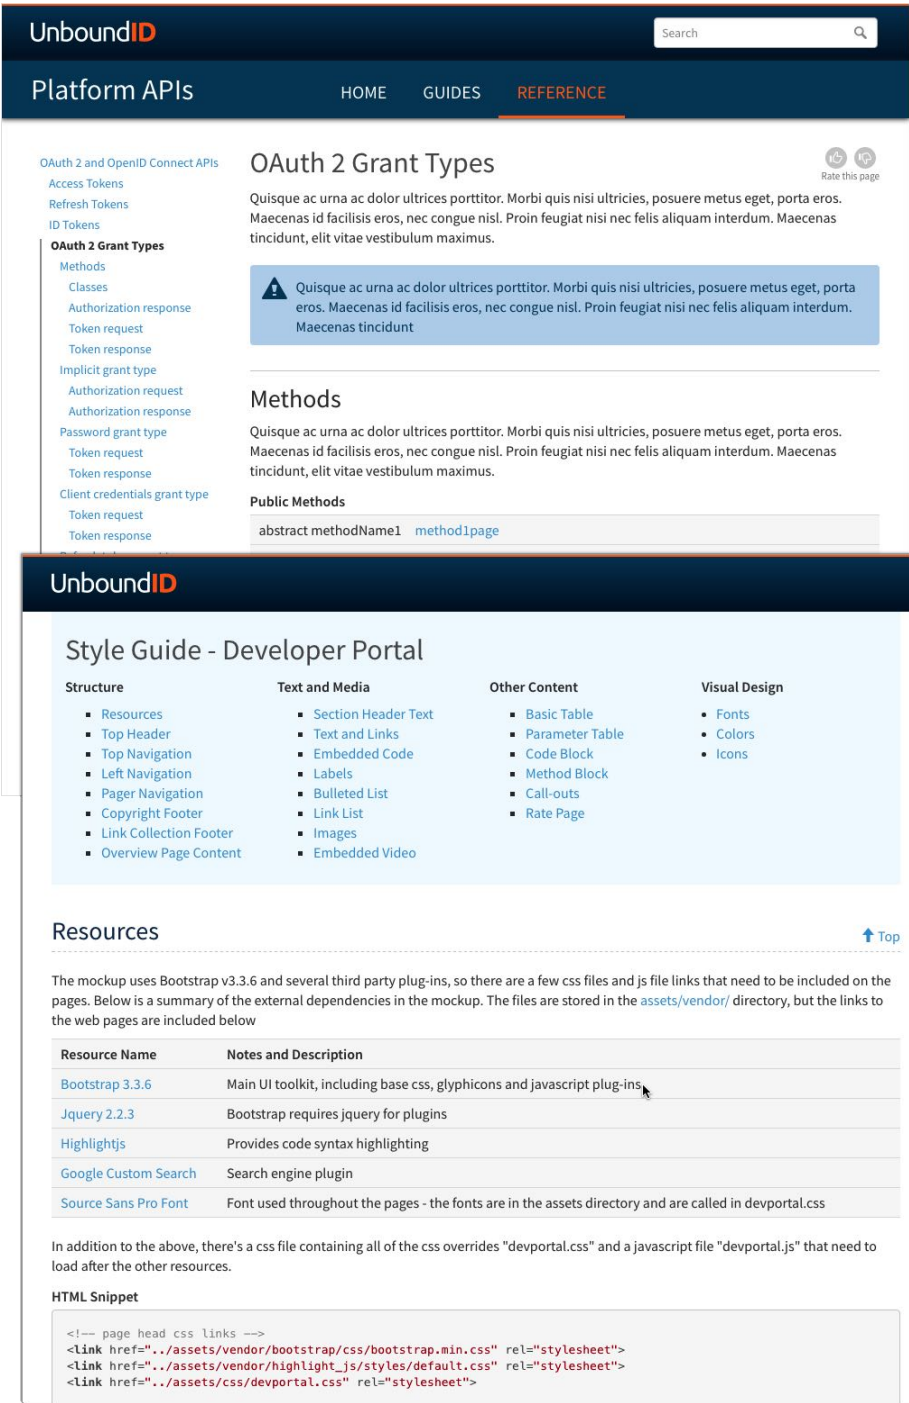 UnboundID
Search
Platform APIs
HOME GUIDES REFERENCE
OAuth 2 and OpenID Connect APIs
Access Tokens
Refresh Tokens
ID Tokens
OAuth 2 Grant Types
Methods
Classes
Authorization response
Token request
Token response
Implicit grant type
Authorization request
Authorization response
Password grant type
Token request
Token response
Client credentials grant type
Token request
Token response
OAuth 2 Grant Types
Rate this page
Quisque ac urna ac dolor ultrices porttitor. Morbi quis nisi ultricies, posuere metus eget, porta eros.
Maecenas id facilisis eros, nec congue nisl. Proin feugiat nisi nec felis aliquam interdum. Maecenas
tincidunt, elit vitae vestibulum maximus.
Quisque ac urna ac dolor ultrices porttitor. Morbi quis nisi ultricies, posuere metus eget, porta
eros. Maecenas id facilisis eros, nec congue nisl. Proin feugiat nisi nec felis aliquam interdum.
Maecenas tincidunt
Methods
Quisque ac urna ac dolor ultrices porttitor. Morbi quis nisi ultricies, posuere metus eget, porta eros.
Maecenas id facilisis eros, nec congue nisl. Proin feugiat nisi nec felis aliquam interdum. Maecenas
tincidunt, elit vitae vestibulum maximus.
Public Methods
abstract methodName1 method1page
UnboundID
Style Guide - Developer Portal
Structure
Resources
Top Header
Top Navigation
Left Navigation
Pager Navigation
Copyright Footer
Link Collection Footer
Overview Page Content
Text and Media
Section Header Text
Text and Links
Embedded Code
Labels
Bulleted List
Link List
Images
Embedded Video
Other Content
Basic Table
Parameter Table
Code Block
Method Block
Call-outs
Rate Page
Visual Design
Fonts
Colors
Icons
Resources
Top
The mockup uses Bootstrap v3.3.6 and several third party plug-ins, so there are a few css files and js file links that need to be included on the
pages. Below is a summary of the external dependencies in the mockup. The files are stored in the assets/vendor/ directory, but the links to
the web pages are included below
Resource Name Notes and Description
Bootstrap 3.3.6 Main UI toolkit, including base css, glyphicons and javascript plug-ins
Jquery 2.2.3 Bootstrap requires jquery for plugins
Highlightjs Provides code syntax highlighting
Google Custom Search Search engine plugin
Source Sans Pro Font Font used throughout the pages - the fonts are in the assets directory and are called in devportal.css
In addition to the above, there's a css file containing all of the css overrides "devportal.css" and a javascript file "devportal.js" that need to
load after the other resources.
HTML Snippet
<!-- page head css links -->
<link href="../assets/vendor/bootstrap/css/bootstrap.min.css" rel="stylesheet">
<link href="../assets/vendor/highlight_js/styles/default.css" rel="stylesheet">
<link href="../assets/css/devportal.css" rel="stylesheet">